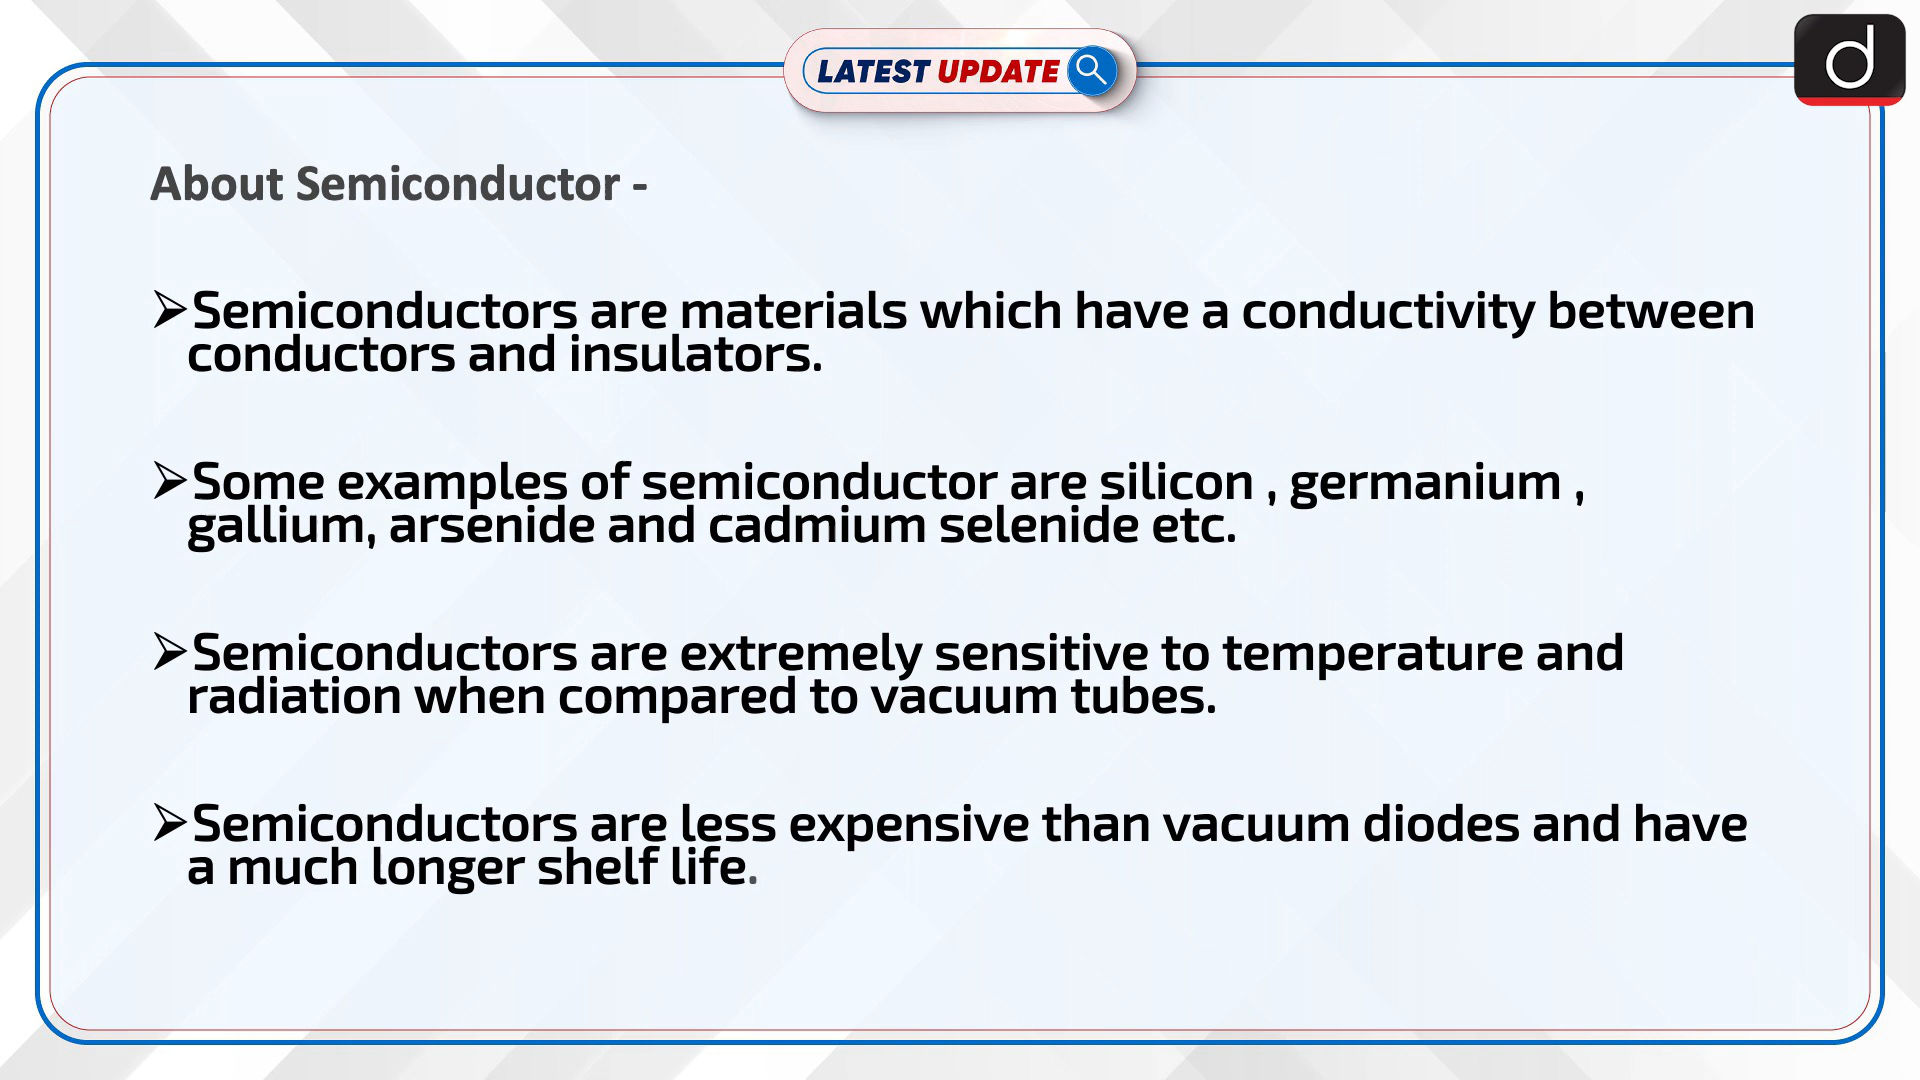 LATEST UPDATE
d
About Semiconductor -
➢Semiconductors are materials which have a conductivity between
conductors and insulators.
➢Some examples of semiconductor are silicon , germanium ,
gallium, arsenide and cadmium selenide etc.
➢Semiconductors are extremely sensitive to temperature and
radiation when compared to vacuum tubes.
➢Semiconductors are less expensive than vacuum diodes and have
a much longer shelf life.